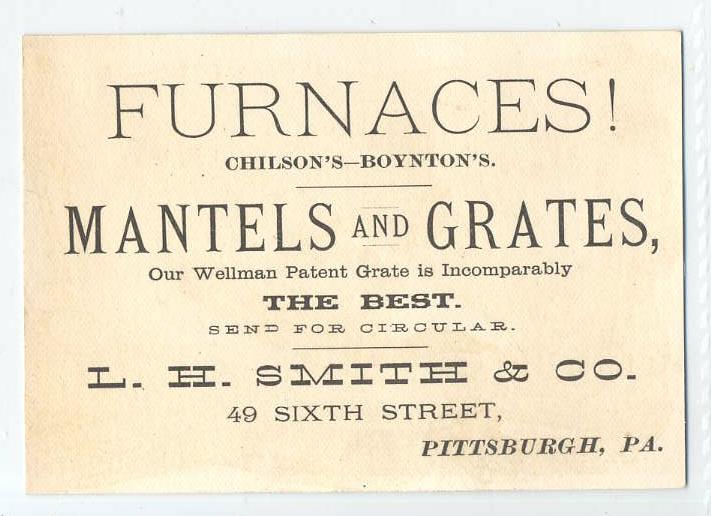 FURNACES!
CHILSON'S—BOYNTON'S.
MANTELS AND GRATES,
Our Wellman Patent Grate is Incomparably
THE BEST.
SEND FOR CIRCULAR.
L. H. SMITH & CO.
49 SIXTH STREET,
PITTSBURGH, PA.